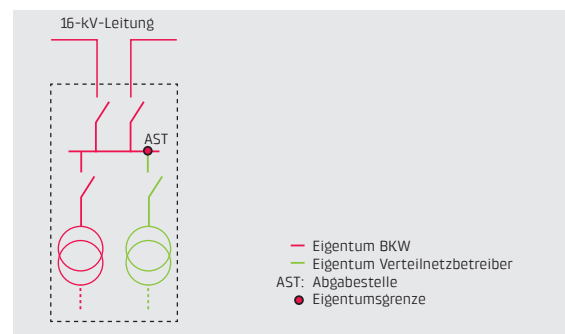 16-kV-Leitung
AST
Eigentum BKW
Eigentum Verteilnetzbetreiber
AST: Abgabestelle
Eigentumsgrenze